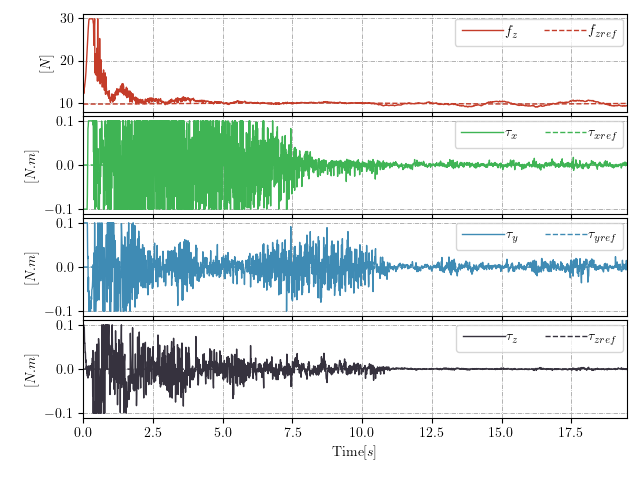 30
20
10
[N]
f_z f_zref
0.1
0.0
−0.1
[N.m]
τ_x τ_xref
0.1
0.0
−0.1
[N.m]
τ_y τ_yref
0.1
0.0
−0.1
[N.m]
τ_z τ_zref
0.0 2.5 5.0 7.5 10.0 12.5 15.0 17.5
Time[s]